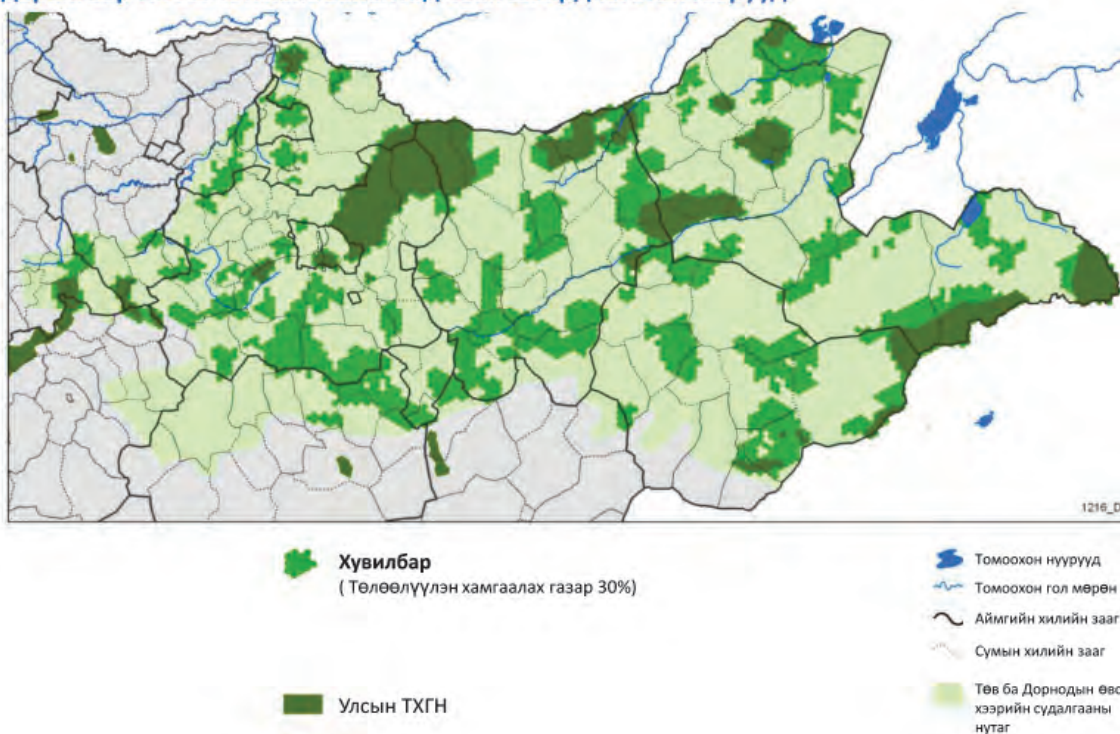 1216_D
Хувилбар
( Төлөөлүүлэн хамгаалах газар 30%)
Улсын ТХГН
Томоохон нуурууд
Томоохон гол мөрөн
Аймгийн хилийн зааг
Сумын хилийн зааг
Төв ба Дорнодын өвс
хээрийн судалгааны
нутаг